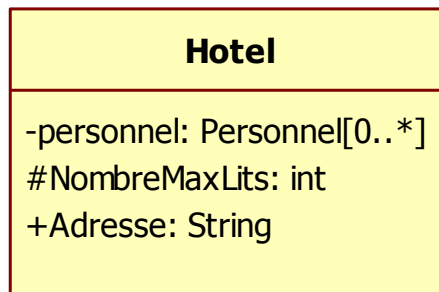 Hotel
-personnel: Personnel[0..*]
#NombreMaxLits: int
+Adresse: String